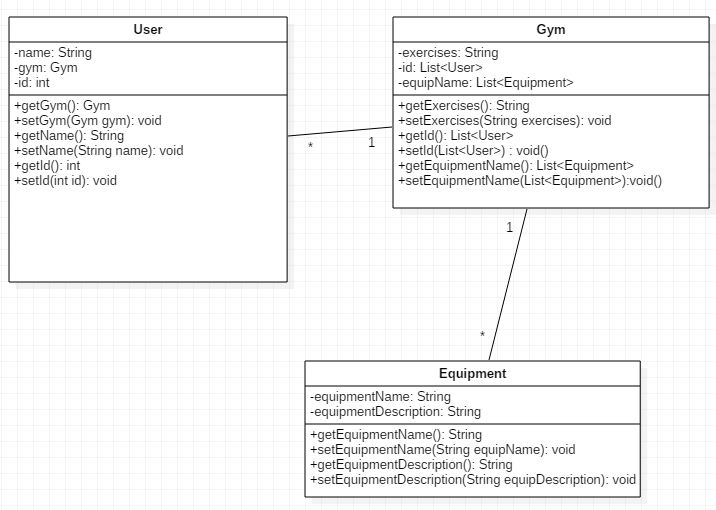 User
-name: String
-gym: Gym
-id: int
+getGym(): Gym
+setGym(Gym gym): void
+getName(): String
+setName(String name): void
+getId(): int
+setId(int id): void
*
1
Gym
-exercises: String
-id: List<User>
-equipName: List<Equipment>
+getExercises(): String
+setExercises(String exercises): void
+getId(): List<User>
+setId(List<User>) : void()
+getEquipmentName(): List<Equipment>
+setEquipmentName(List<Equipment>):void()
1
*
Equipment
-equipmentName: String
-equipmentDescription: String
+getEquipmentName(): String
+setEquipmentName(String equipName): void
+getEquipmentDescription(): String
+setEquipmentDescription(String equipDescription): void